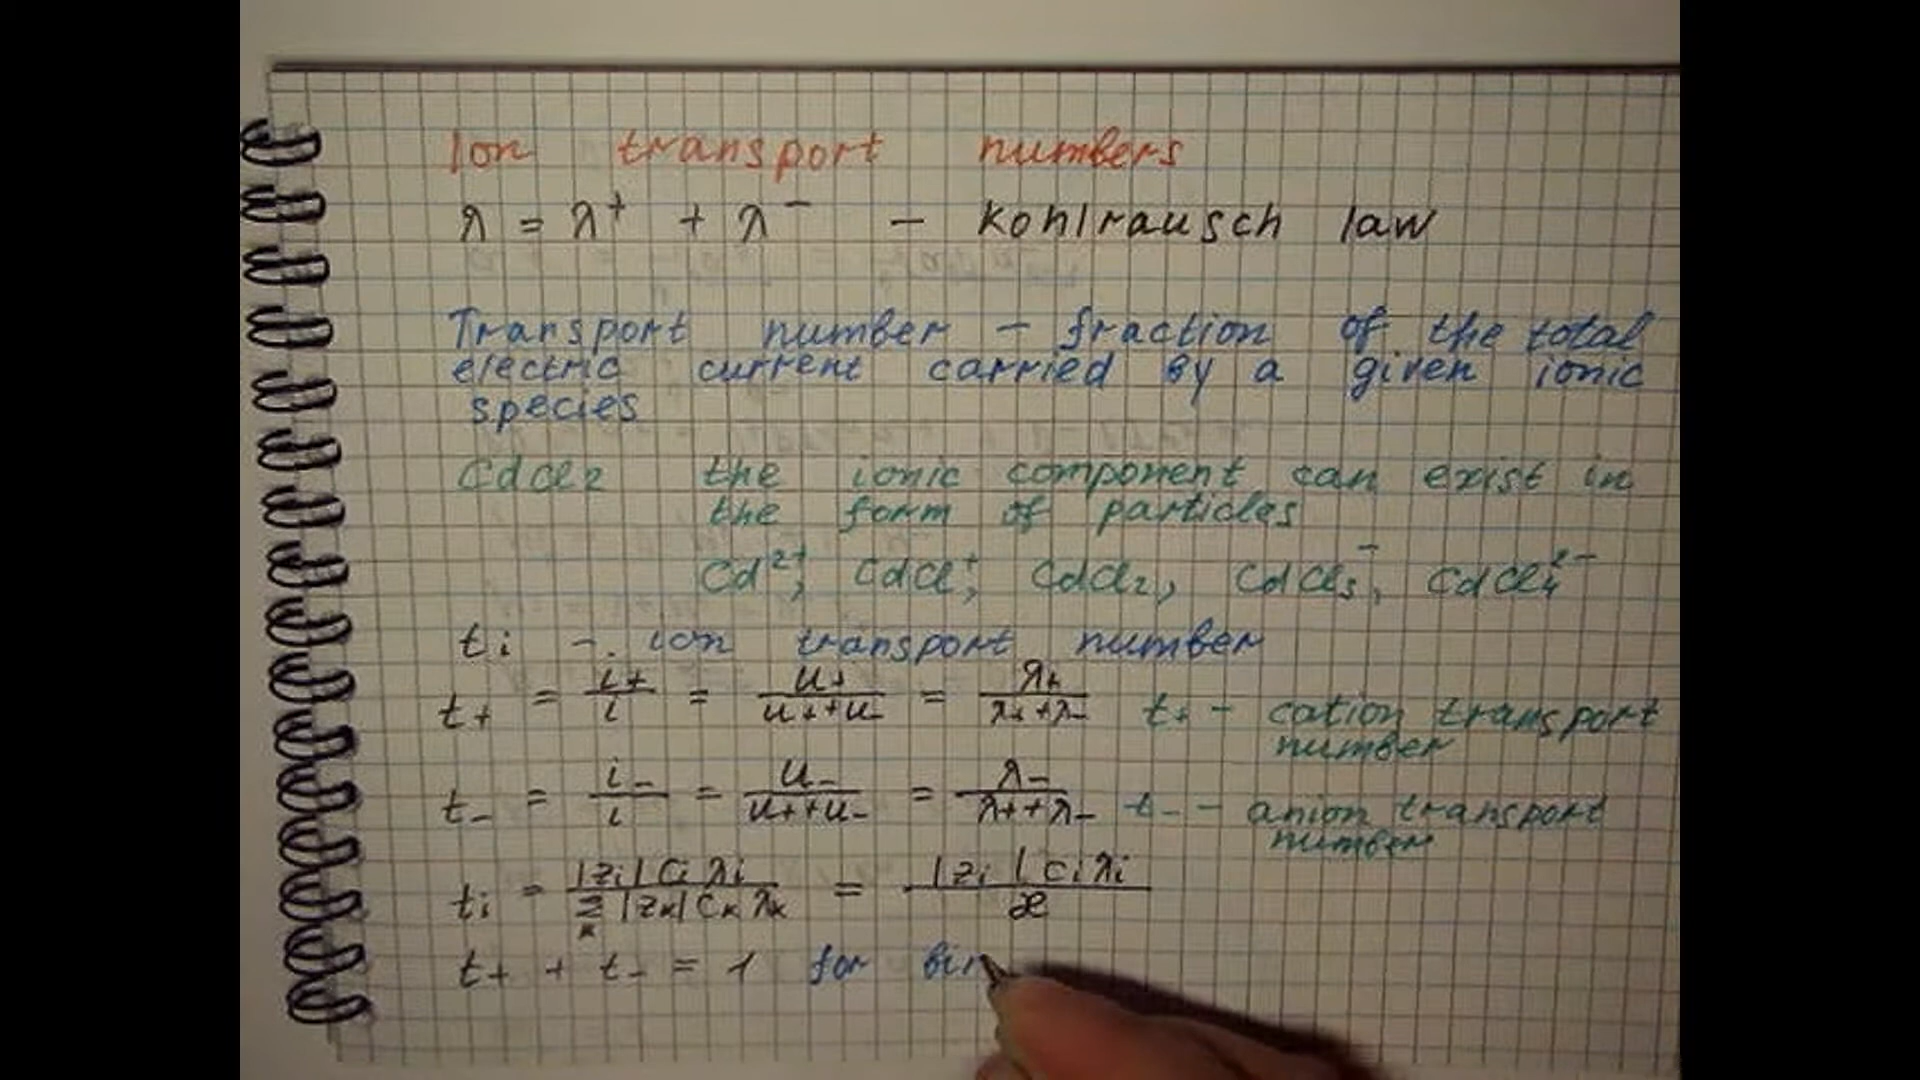 Ion transport numbers
λ = λ⁺ + λ⁻ – Kohlrausch law
Transport number – fraction of the total
electric current carried by a given ionic
species
CdCl₂ the ionic component can exist in
the form of particles
Cd²⁺, CdCl⁺, CdCl₂, CdCl₃⁻, CdCl₄²⁻
tᵢ – ion transport number
t₊ = i₊/i = u₊/(u₊+u₋) = λ₊/(λ₊+λ₋) t₊ – cation transport
number
t₋ = i₋/i = u₋/(u₊+u₋) = λ₋/(λ₊+λ₋) t₋ – anion transport
number
tᵢ = |zᵢ|Cᵢλᵢ / Σₖ|zₖ|Cₖλₖ = |zᵢ|Cᵢλᵢ / æ
t₊ + t₋ = 1 for bin